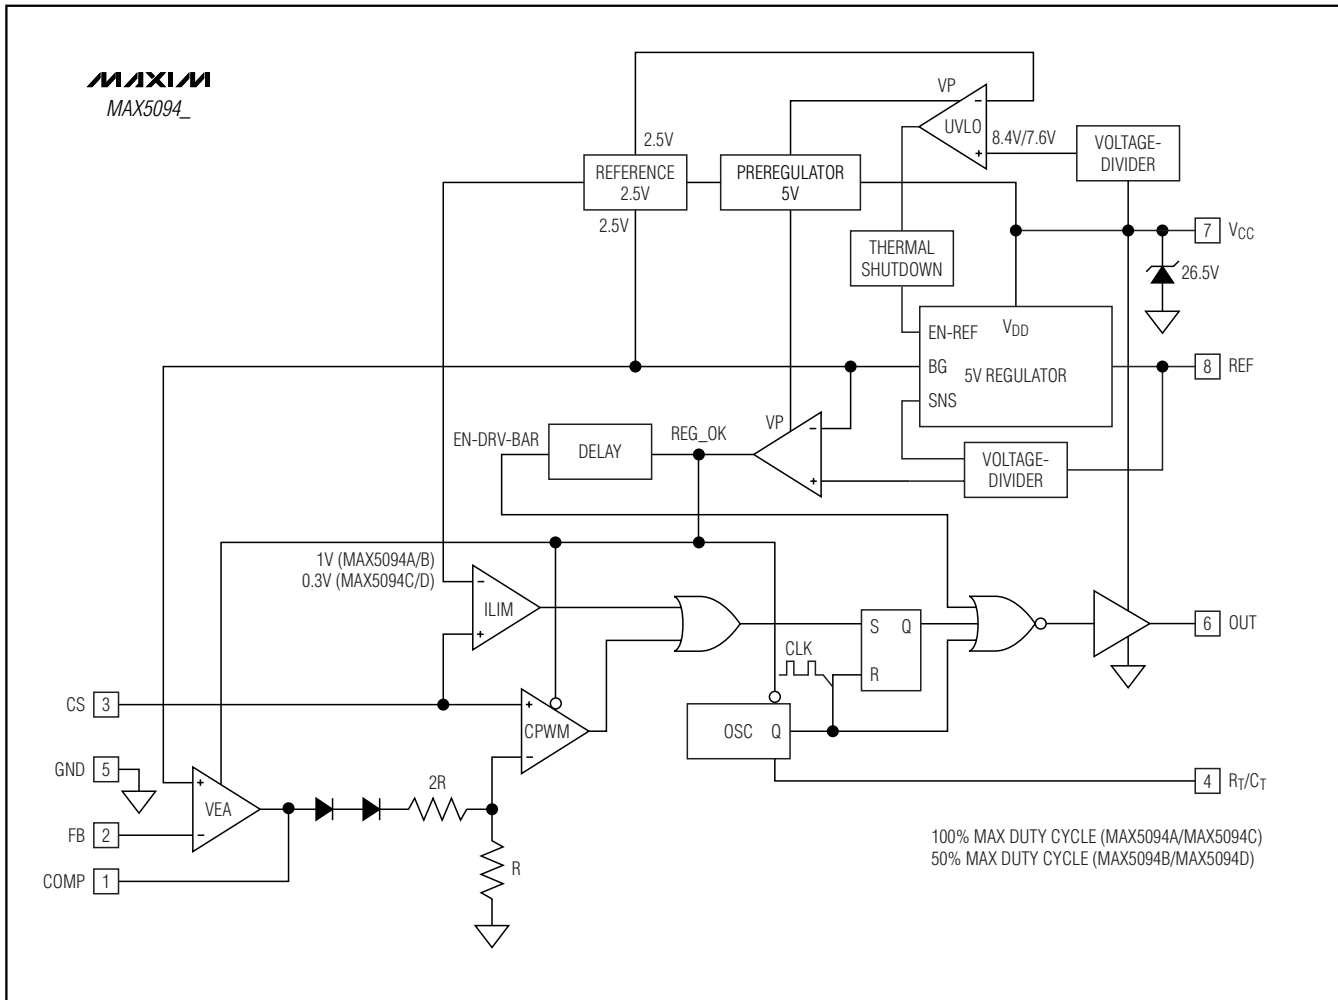 MAXIM
MAX5094_
2.5V
REFERENCE
2.5V
2.5V
PREREGULATOR
5V
VP
−
UVLO
+
8.4V/7.6V
VOLTAGE-
DIVIDER
7 VCC
26.5V
THERMAL
SHUTDOWN
EN-REF
VDD
BG
5V REGULATOR
SNS
8 REF
VOLTAGE-
DIVIDER
VP
−
+
REG_OK
DELAY
EN-DRV-BAR
1V (MAX5094A/B)
0.3V (MAX5094C/D)
−
ILIM
+
S Q
R
CLK
6 OUT
CS 3
+
CPWM
−
OSC Q
GND 5
4 RT/CT
+
VEA
−
2R
FB 2
R
COMP 1
100% MAX DUTY CYCLE (MAX5094A/MAX5094C)
50% MAX DUTY CYCLE (MAX5094B/MAX5094D)